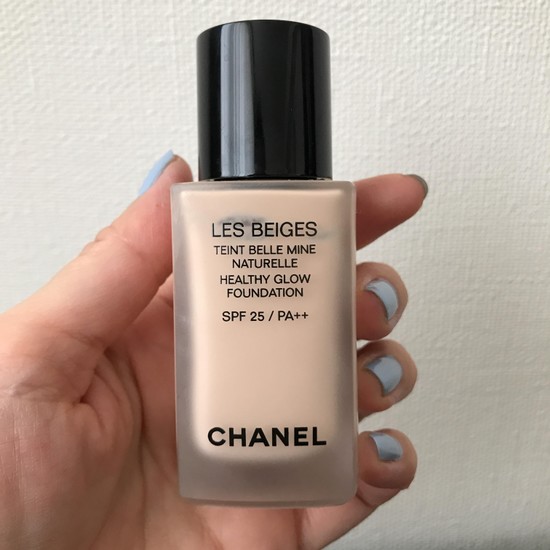 LES BEIGES
TEINT BELLE MINE
NATURELLE
HEALTHY GLOW
FOUNDATION
SPF 25 / PA++
CHANEL